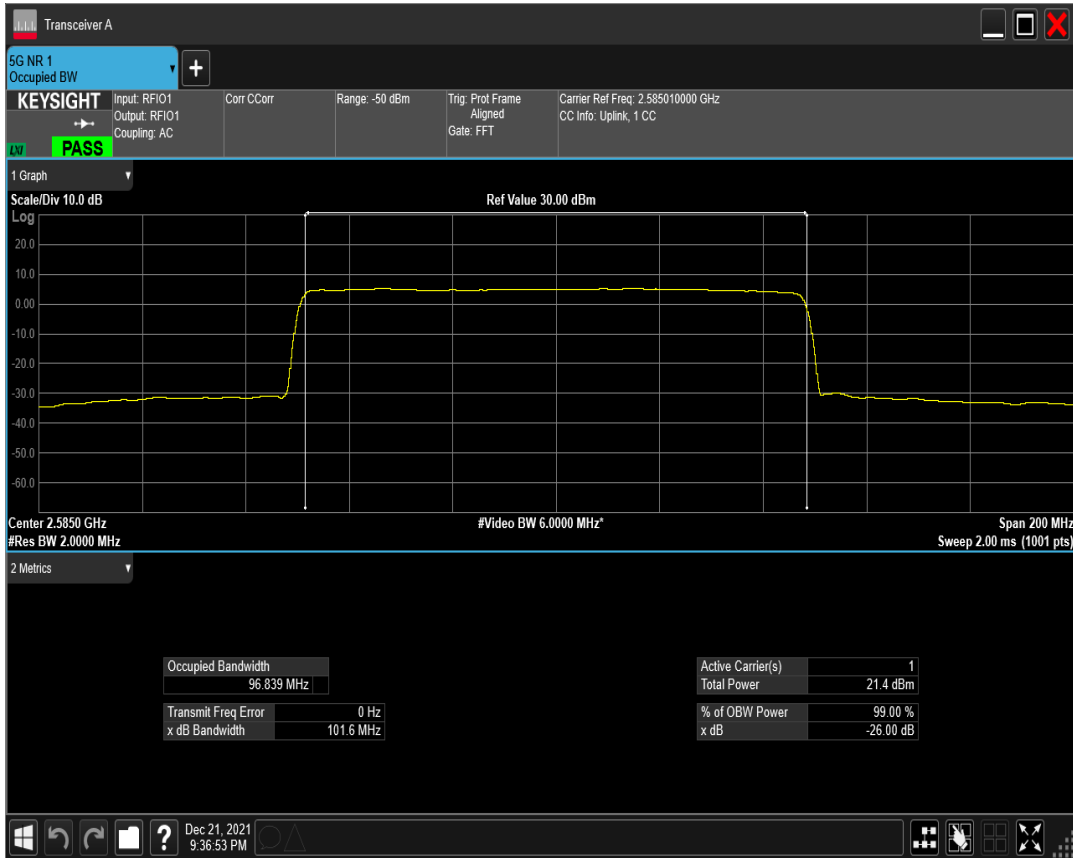 Transceiver A
5G NR 1
Occupied BW
KEYSIGHT
LXI
PASS
Input: RFIO1
Output: RFIO1
Coupling: AC
Corr CCorr
Range: -50 dBm
Trig: Prot Frame
Aligned
Gate: FFT
Carrier Ref Freq: 2.585010000 GHz
CC Info: Uplink, 1 CC
1 Graph
Scale/Div 10.0 dB
Ref Value 30.00 dBm
Log
20.0
10.0
0.00
-10.0
-20.0
-30.0
-40.0
-50.0
-60.0
Center 2.5850 GHz
#Video BW 6.0000 MHz*
Span 200 MHz
#Res BW 2.0000 MHz
Sweep 2.00 ms (1001 pts)
2 Metrics
Occupied Bandwidth
96.839 MHz
Transmit Freq Error 0 Hz
x dB Bandwidth 101.6 MHz
Active Carrier(s) 1
Total Power 21.4 dBm
% of OBW Power 99.00 %
x dB -26.00 dB
?
Dec 21, 2021
9:36:53 PM